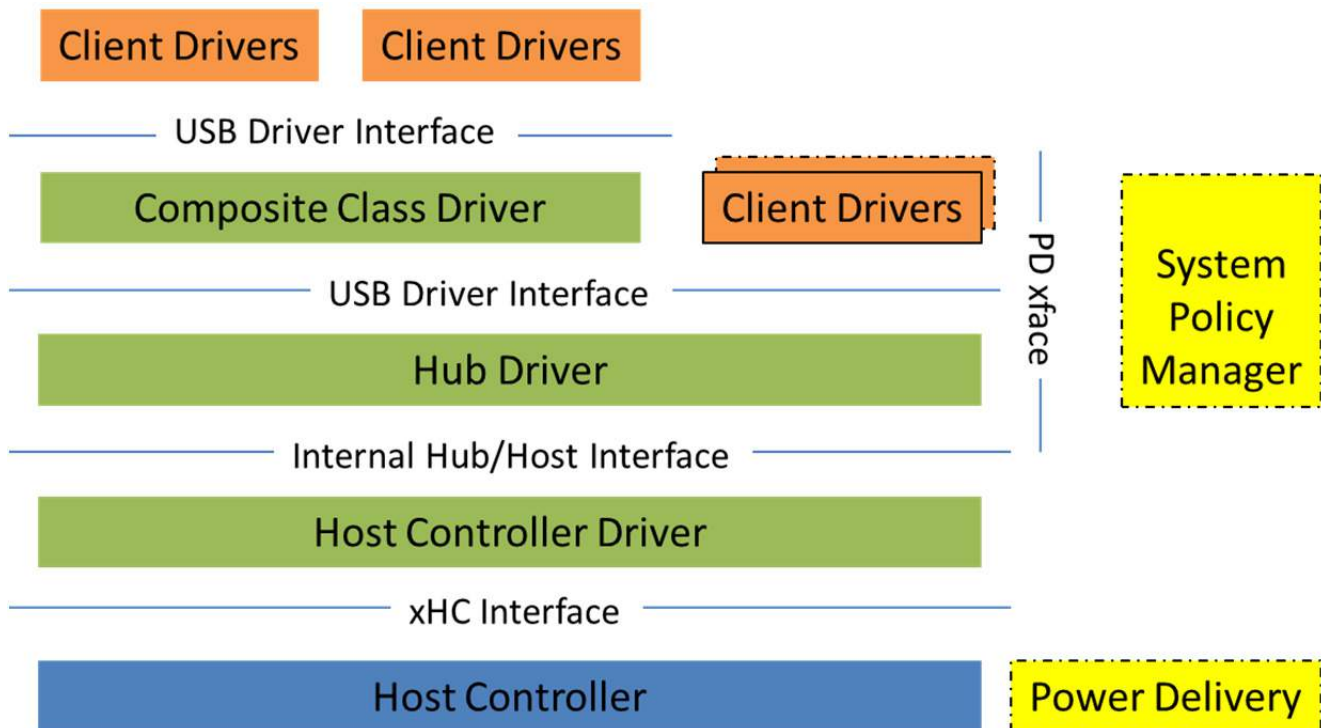 Client Drivers
Client Drivers
USB Driver Interface
Composite Class Driver
Client Drivers
USB Driver Interface
Hub Driver
Internal Hub/Host Interface
Host Controller Driver
xHC Interface
Host Controller
Power Delivery
PD xface
System
Policy
Manager